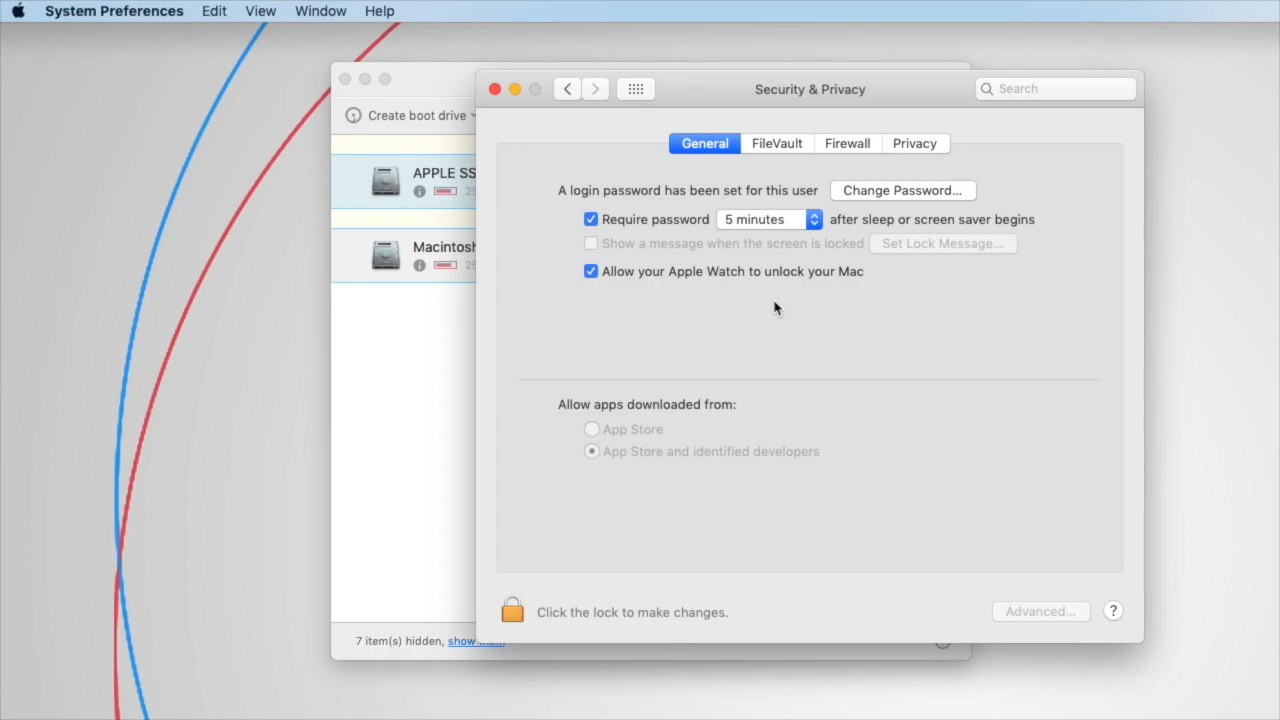 System Preferences Edit View Window Help
Security & Privacy
Search
Create boot drive
General FileVault Firewall Privacy
APPLE SS
A login password has been set for this user Change Password...
Require password 5 minutes after sleep or screen saver begins
Show a message when the screen is locked Set Lock Message...
Macintosh
Allow your Apple Watch to unlock your Mac
Allow apps downloaded from:
App Store
App Store and identified developers
Click the lock to make changes.
Advanced... ?
7 item(s) hidden, show them